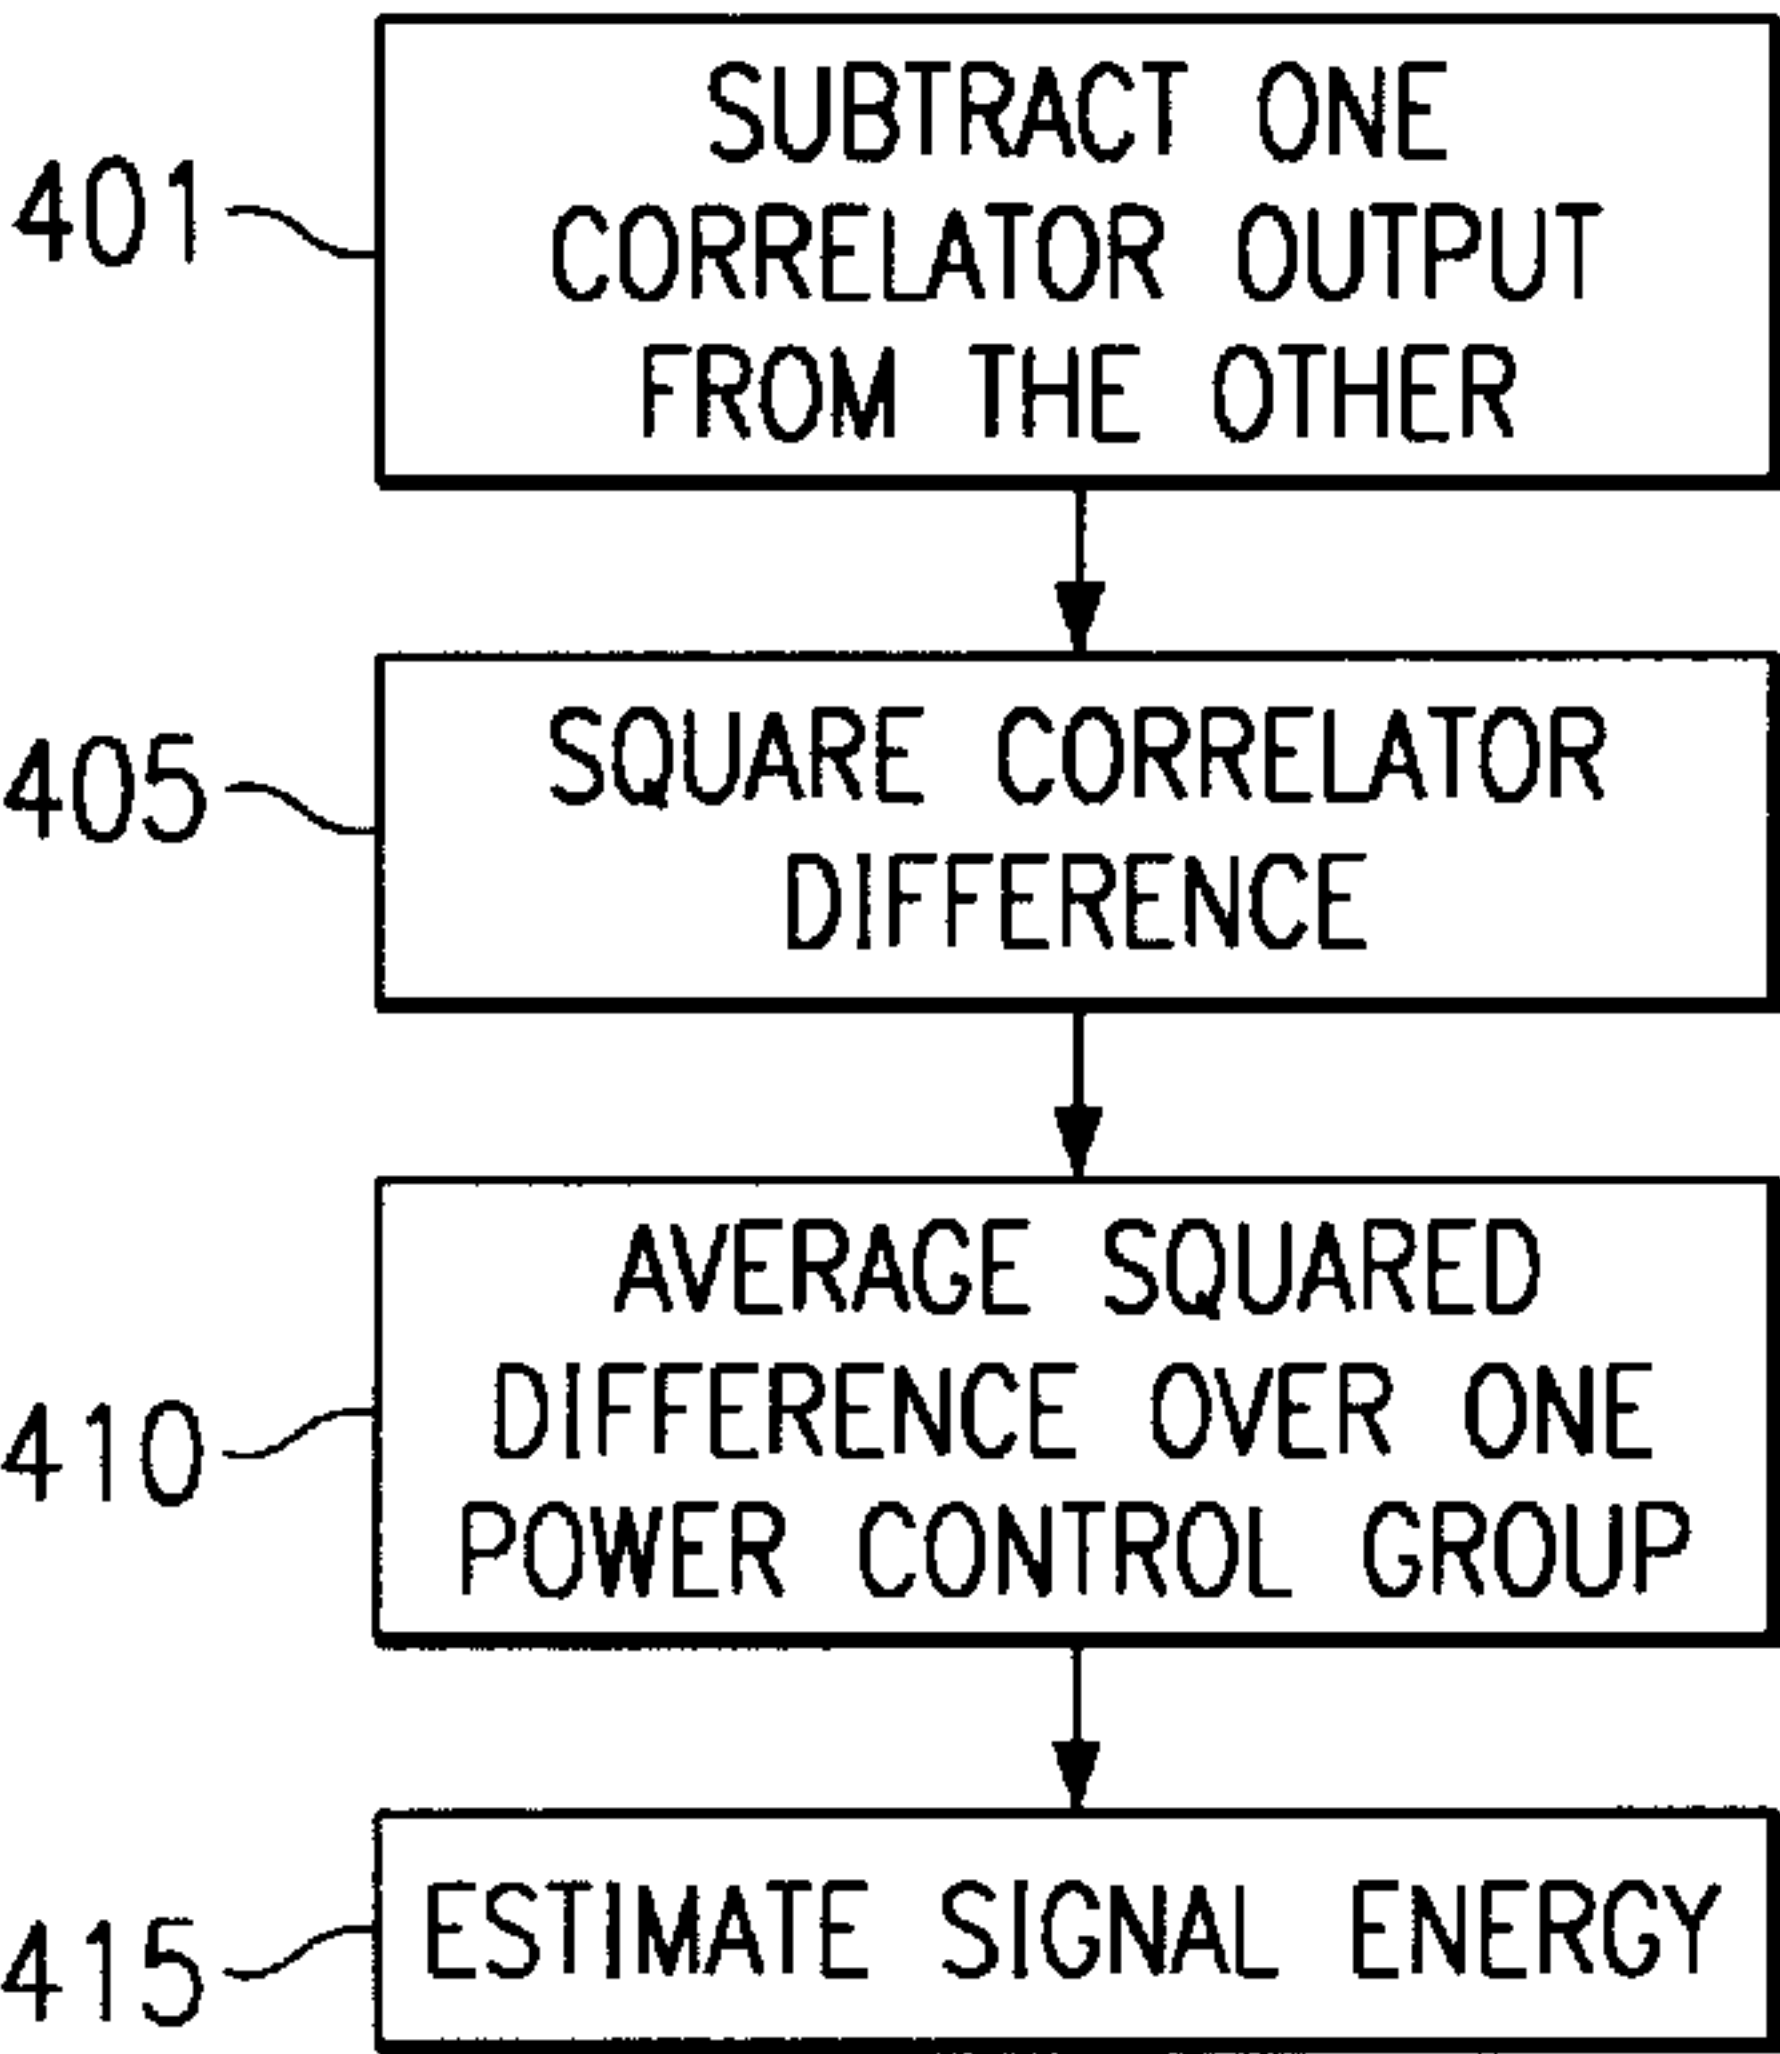 401
SUBTRACT ONE
CORRELATOR OUTPUT
FROM THE OTHER
405
SQUARE CORRELATOR
DIFFERENCE
410
AVERAGE SQUARED
DIFFERENCE OVER ONE
POWER CONTROL GROUP
415
ESTIMATE SIGNAL ENERGY